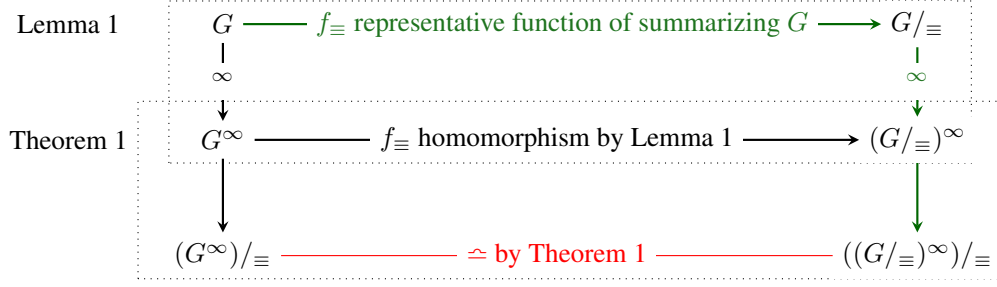 Lemma 1 G f≡ representative function of summarizing G G/≡
∞ ∞
Theorem 1 G^∞ f≡ homomorphism by Lemma 1 (G/≡)^∞
(G^∞)/≡ ≏ by Theorem 1 ((G/≡)^∞)/≡